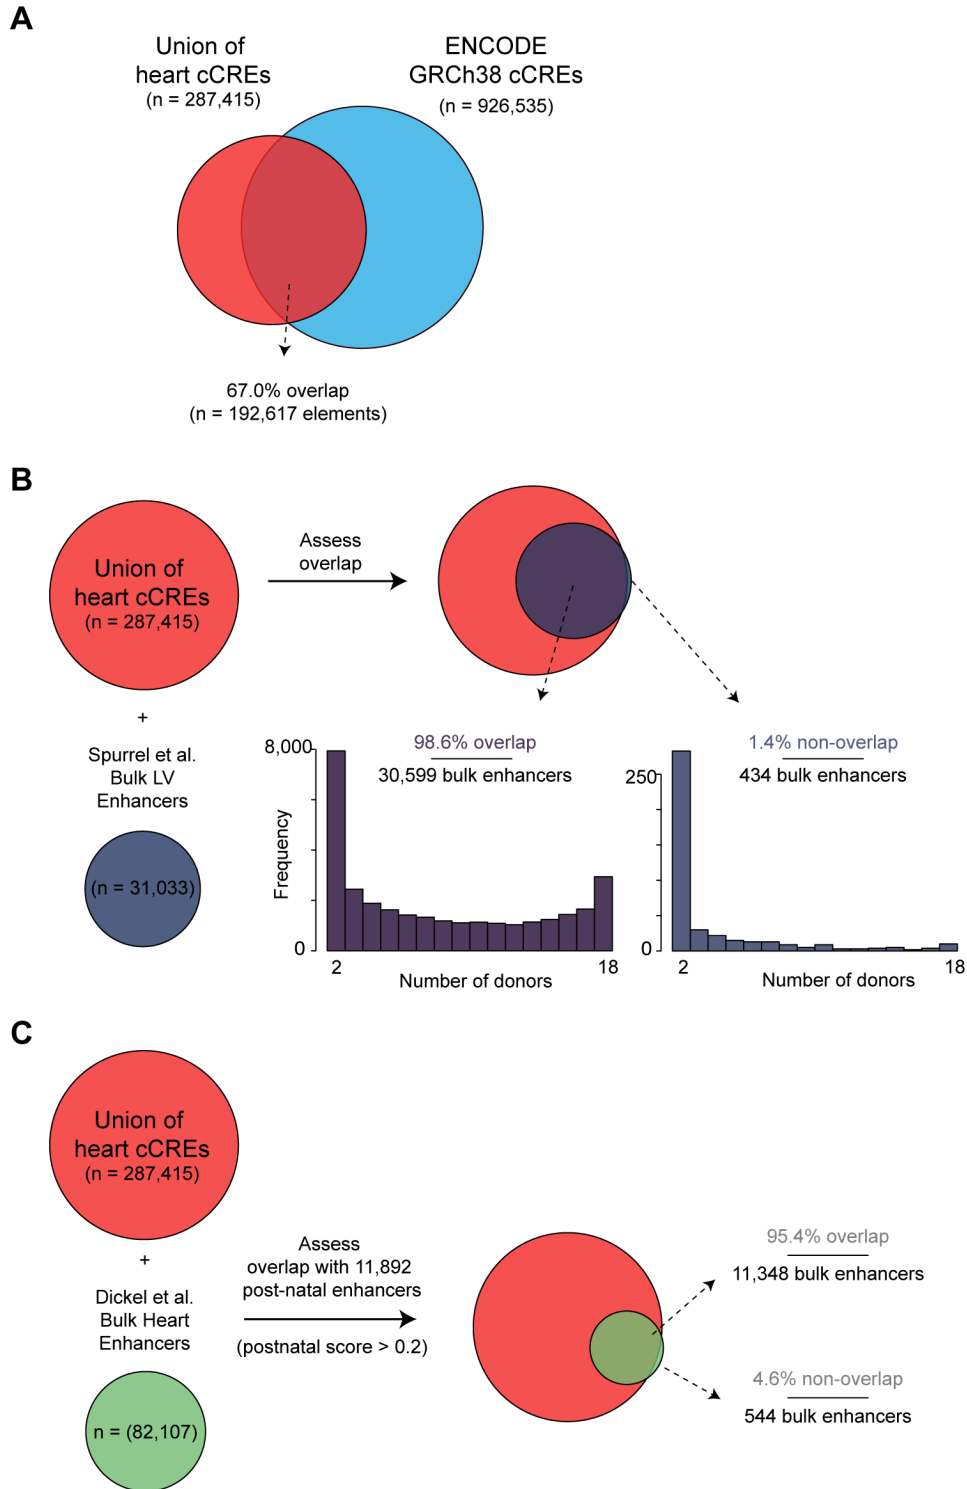 A
Union of
heart cCREs
(n = 287,415)
ENCODE
GRCh38 cCREs
(n = 926,535)
67.0% overlap
(n = 192,617 elements)
B
Union of
heart cCREs
(n = 287,415)
Assess
overlap
+
Spurrel et al.
Bulk LV
Enhancers
(n = 31,033)
98.6% overlap
30,599 bulk enhancers
8,000
Frequency
0
2
18
Number of donors
1.4% non-overlap
434 bulk enhancers
250
0
2
18
Number of donors
C
Union of
heart cCREs
(n = 287,415)
+
Dickel et al.
Bulk Heart
Enhancers
n = (82,107)
Assess
overlap with 11,892
post-natal enhancers
(postnatal score > 0.2)
95.4% overlap
11,348 bulk enhancers
4.6% non-overlap
544 bulk enhancers